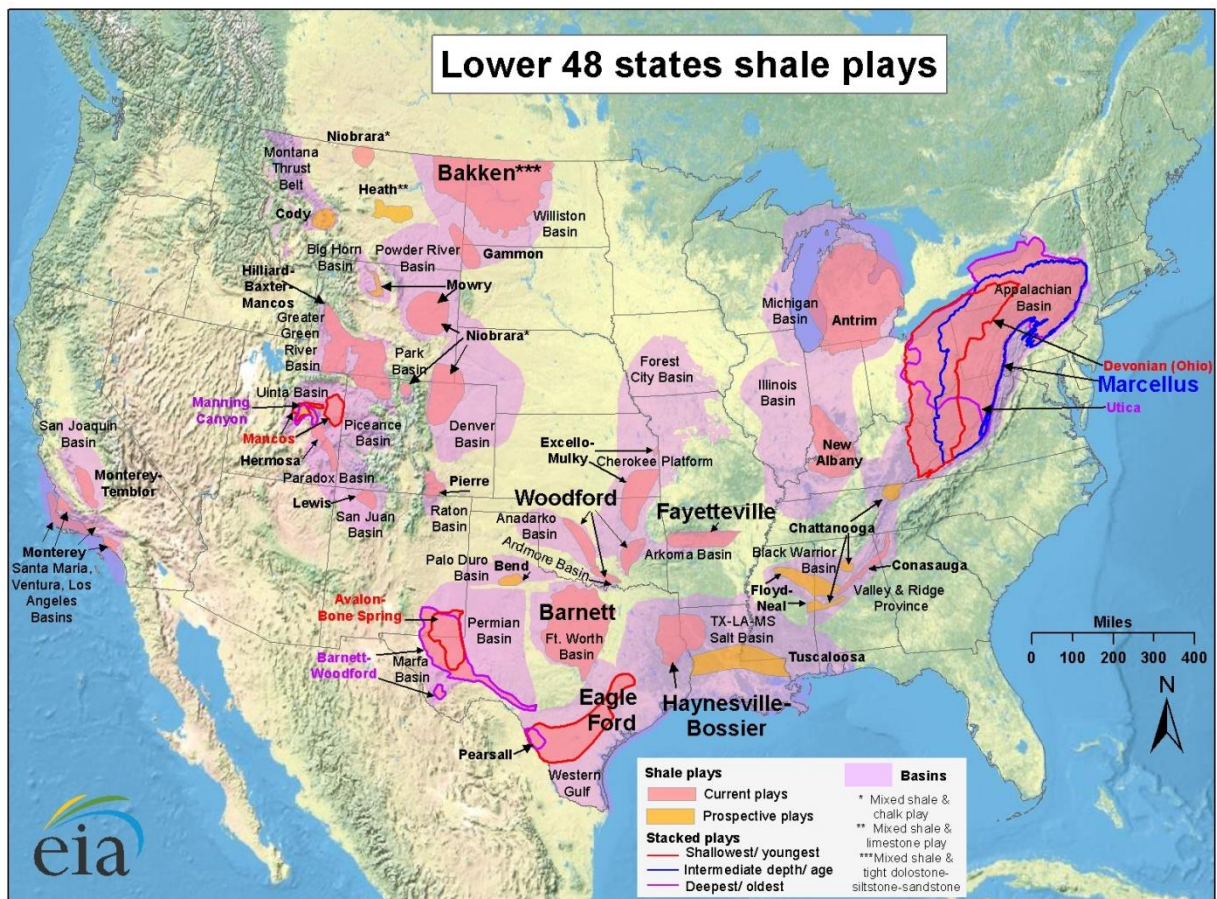 Lower 48 states shale plays
Niobrara*
Montana
Thrust
Belt
Bakken***
Heath**
Cody
Williston
Basin
Big Horn
Basin
Powder River
Basin
Gammon
Hilliard-
Baxter-
Mancos
Mowry
Greater
Green
River
Basin
Niobrara*
Park
Basin
Michigan
Basin
Antrim
Appalachian
Basin
Devonian (Ohio)
Marcellus
Utica
Forest
City Basin
Illinois
Basin
Uinta Basin
Manning
Canyon
Mancos
Piceance
Basin
Denver
Basin
San Joaquin
Basin
Hermosa
Excello-
Mulky
Cherokee Platform
New
Albany
Monterey-
Temblor
Paradox Basin
Lewis
Pierre
San Juan
Basin
Raton
Basin
Woodford
Anadarko
Basin
Fayetteville
Arkoma Basin
Chattanooga
Black Warrior
Basin
Conasauga
Monterey
Santa Maria,
Ventura, Los
Angeles
Basins
Palo Duro
Basin
Bend
Ardmore Basin
Floyd-
Neal
Valley & Ridge
Province
Avalon-
Bone Spring
Permian
Basin
Barnett
Ft. Worth
Basin
TX-LA-MS
Salt Basin
Tuscaloosa
Barnett-
Woodford
Marfa
Basin
Eagle
Ford
Haynesville-
Bossier
Pearsall
Western
Gulf
Miles
0 100 200 300 400
N
Shale plays
Current plays
Prospective plays
Stacked plays
Shallowest/ youngest
Intermediate depth/ age
Deepest/ oldest
Basins
* Mixed shale &
chalk play
** Mixed shale &
limestone play
***Mixed shale &
tight dolostone-
siltstone-sandstone
eia